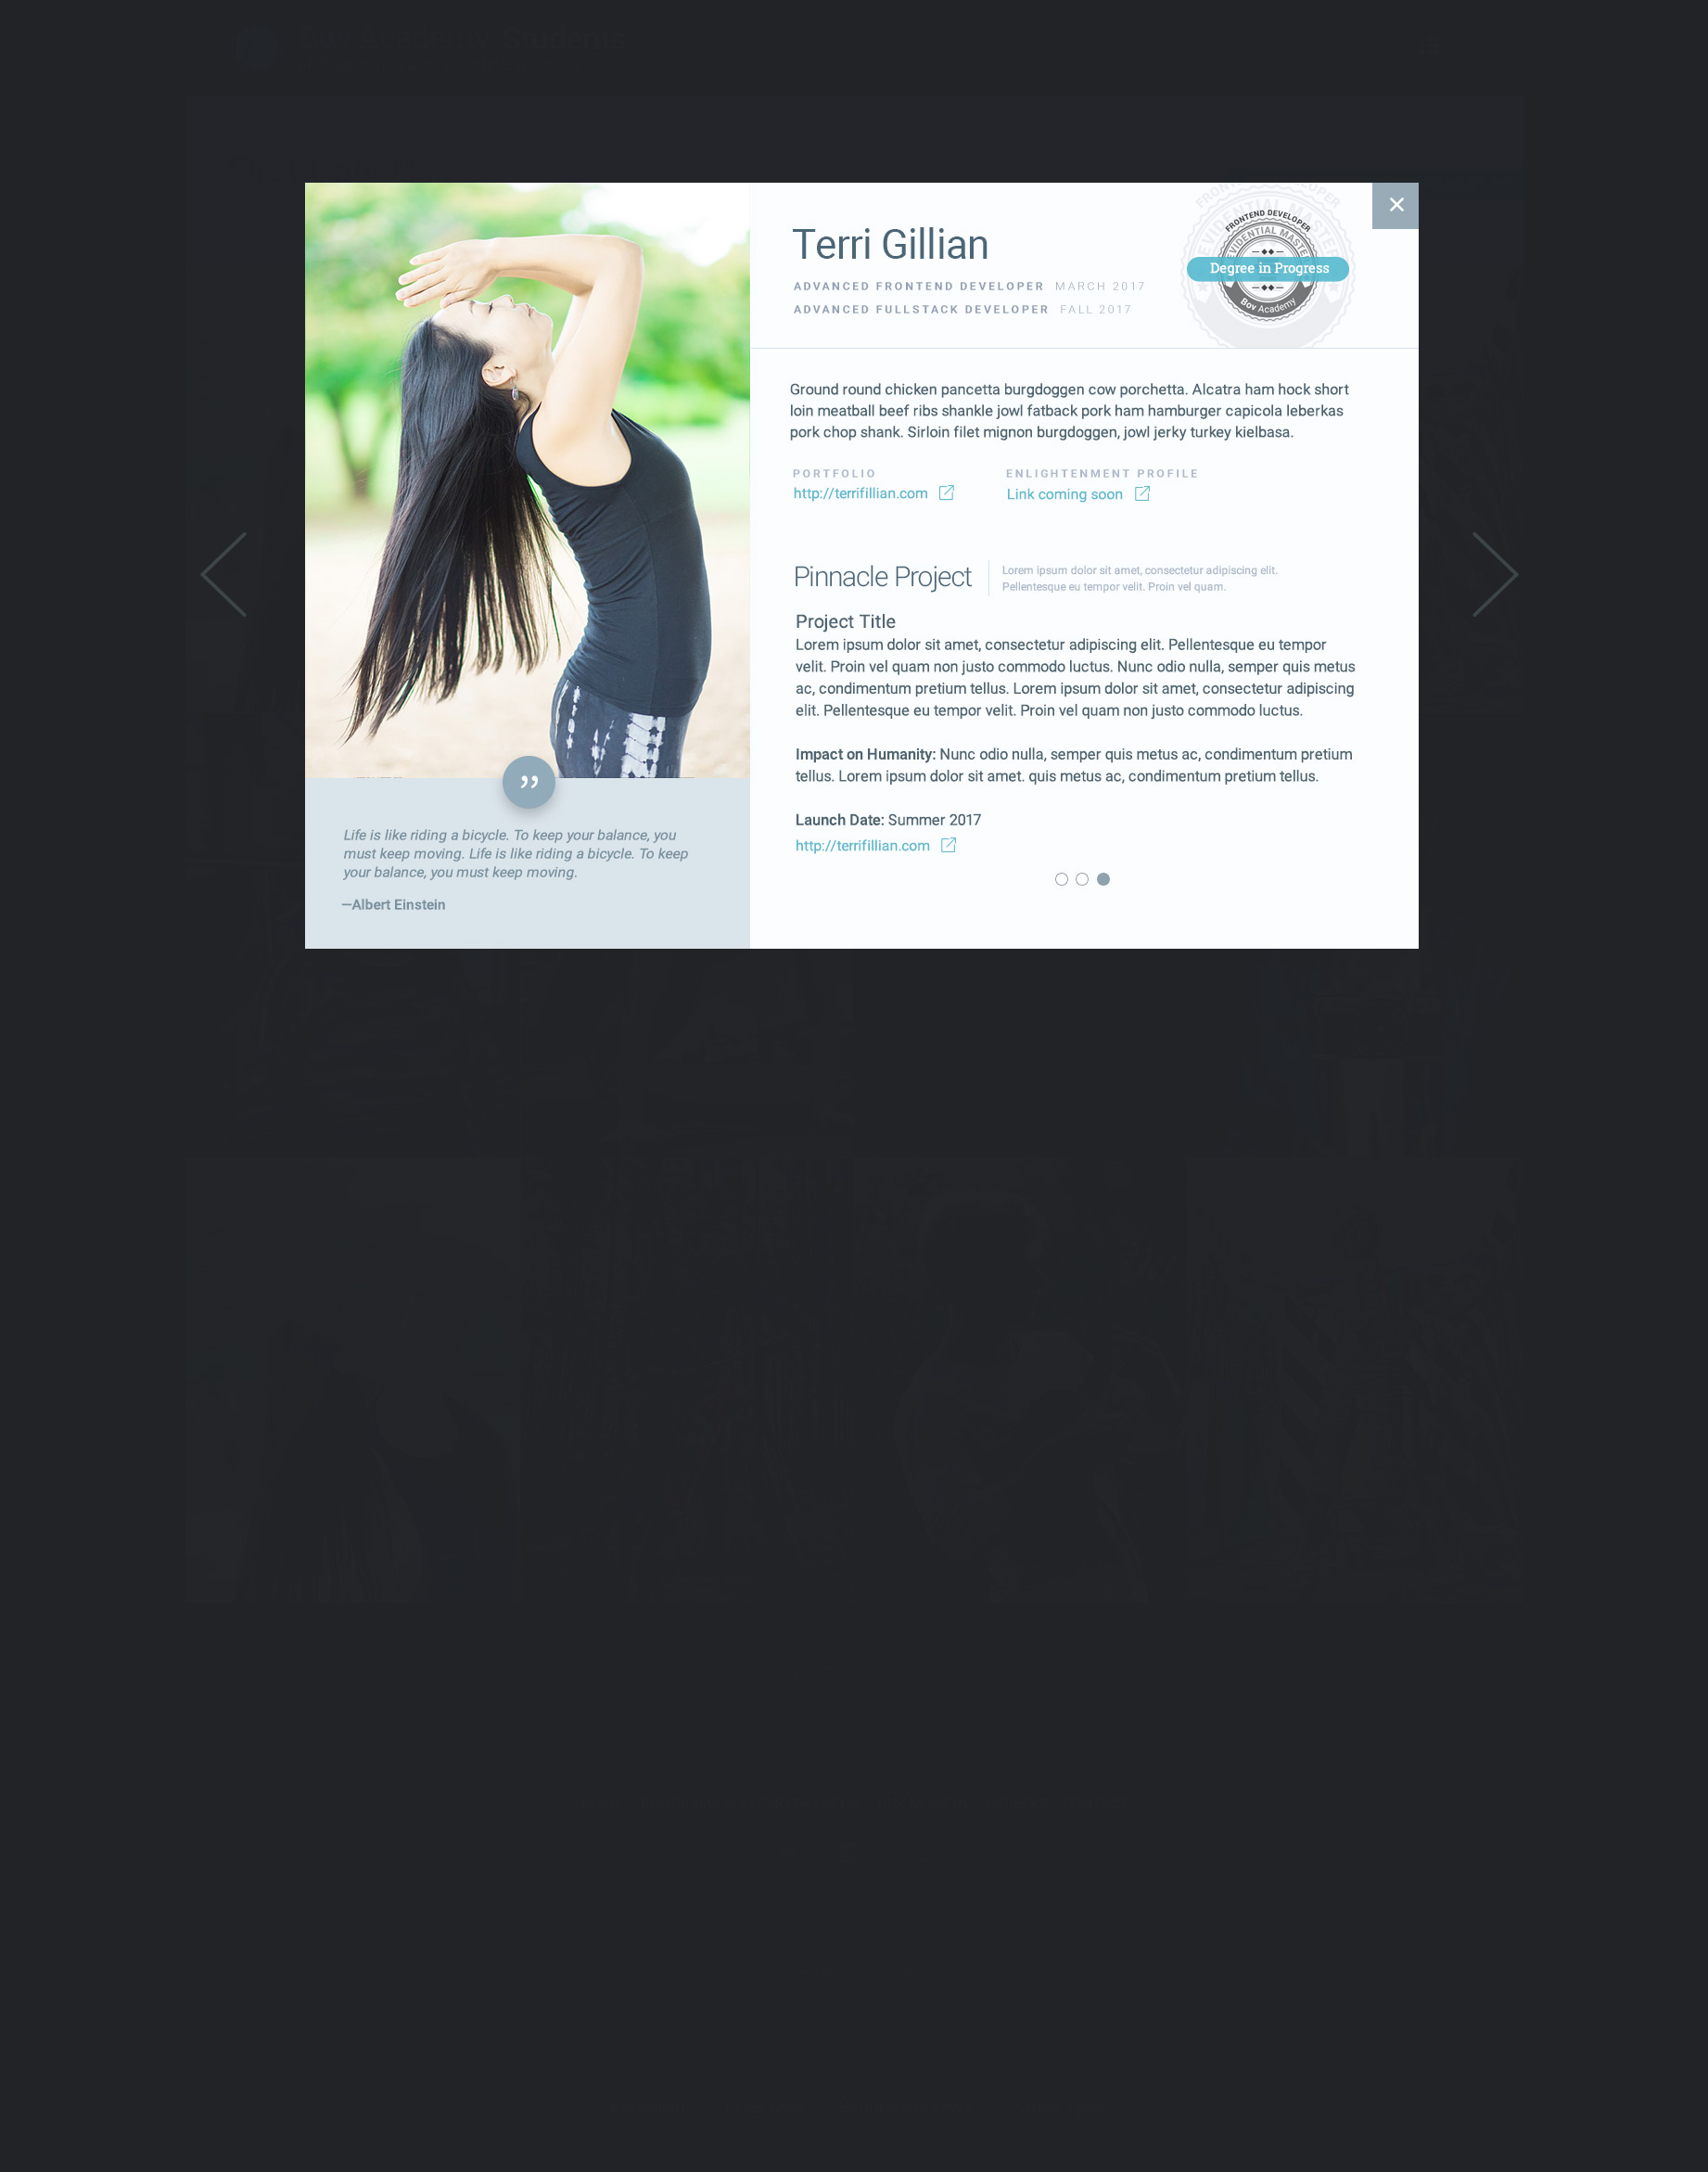 Terri Gillian
ADVANCED FRONTEND DEVELOPER MARCH 2017
ADVANCED FULLSTACK DEVELOPER FALL 2017
FRONTEND DEVELOPER
EVIDENTIAL MASTER
Degree in Progress
Bov Academy
Ground round chicken pancetta burgdoggen cow porchetta. Alcatra ham hock short
loin meatball beef ribs shankle jowl fatback pork ham hamburger capicola leberkas
pork chop shank. Sirloin filet mignon burgdoggen, jowl jerky turkey kielbasa.
PORTFOLIO
http://terrifillian.com
ENLIGHTENMENT PROFILE
Link coming soon
Pinnacle Project
Lorem ipsum dolor sit amet, consectetur adipiscing elit.
Pellentesque eu tempor velit. Proin vel quam.
Project Title
Lorem ipsum dolor sit amet, consectetur adipiscing elit. Pellentesque eu tempor
velit. Proin vel quam non justo commodo luctus. Nunc odio nulla, semper quis metus
ac, condimentum pretium tellus. Lorem ipsum dolor sit amet, consectetur adipiscing
elit. Pellentesque eu tempor velit. Proin vel quam non justo commodo luctus.
Impact on Humanity: Nunc odio nulla, semper quis metus ac, condimentum pretium
tellus. Lorem ipsum dolor sit amet. quis metus ac, condimentum pretium tellus.
Launch Date: Summer 2017
http://terrifillian.com
Life is like riding a bicycle. To keep your balance, you
must keep moving. Life is like riding a bicycle. To keep
your balance, you must keep moving.
—Albert Einstein